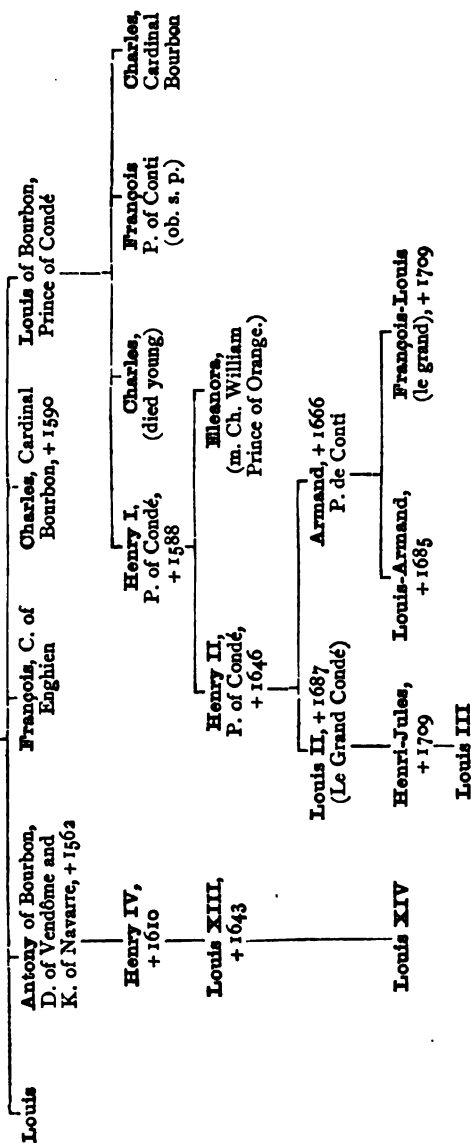 Louis
Antony of Bourbon,
D. of Vendôme and
K. of Navarre, +1562
François, C. of
Enghien
Charles, Cardinal
Bourbon, +1590
Louis of Bourbon,
Prince of Condé
Henry IV,
+1610
Henry I,
P. of Condé,
+1588
Charles,
(died young)
François
P. of Conti
(ob. s. p.)
Charles,
Cardinal
Bourbon
Louis XIII,
+1643
Henry II,
P. of Condé,
+1646
Eleanora,
(m. Ch. William
Prince of Orange.)
Louis II, +1687
(Le Grand Condé)
Armand, +1666
P. de Conti
Louis XIV
Henri-Jules,
+1709
Louis-Armand,
+1685
François-Louis
(le grand), +1709
Louis III